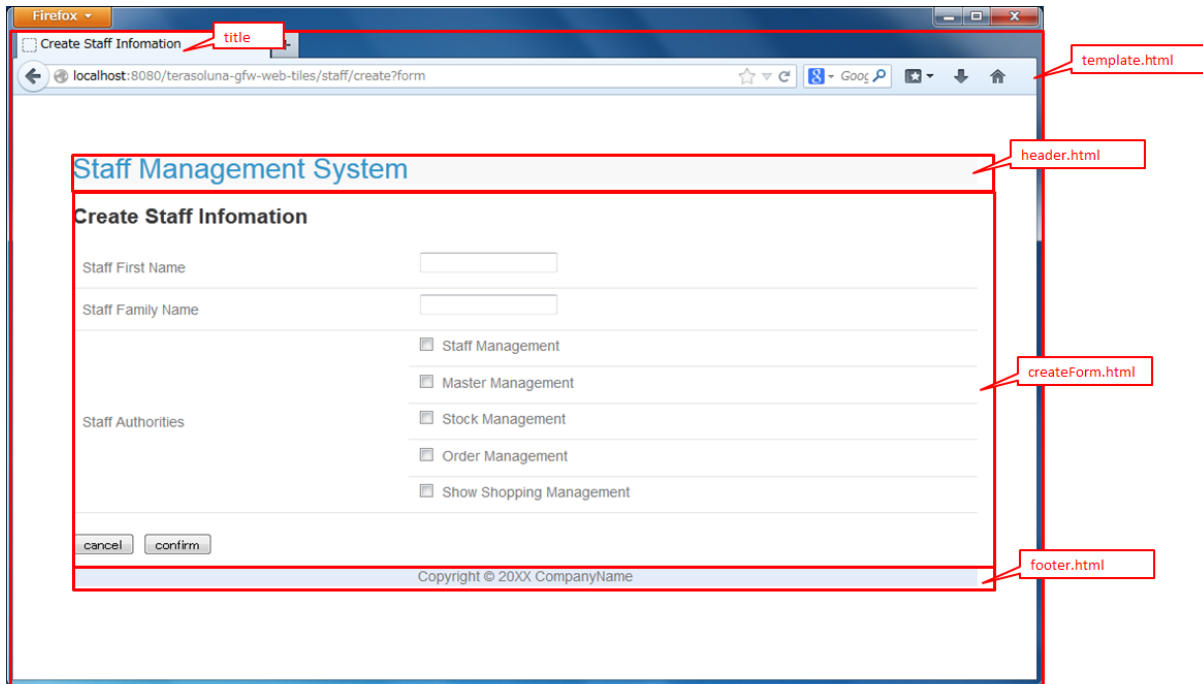 Firefox
title
Create Staff Infomation
template.html
localhost:8080/terasoluna-gfw-web-tiles/staff/create?form
Goog
header.html
Staff Management System
Create Staff Infomation
Staff First Name
Staff Family Name
Staff Management
createForm.html
Master Management
Staff Authorities
Stock Management
Order Management
Show Shopping Management
cancel
confirm
footer.html
Copyright © 20XX CompanyName